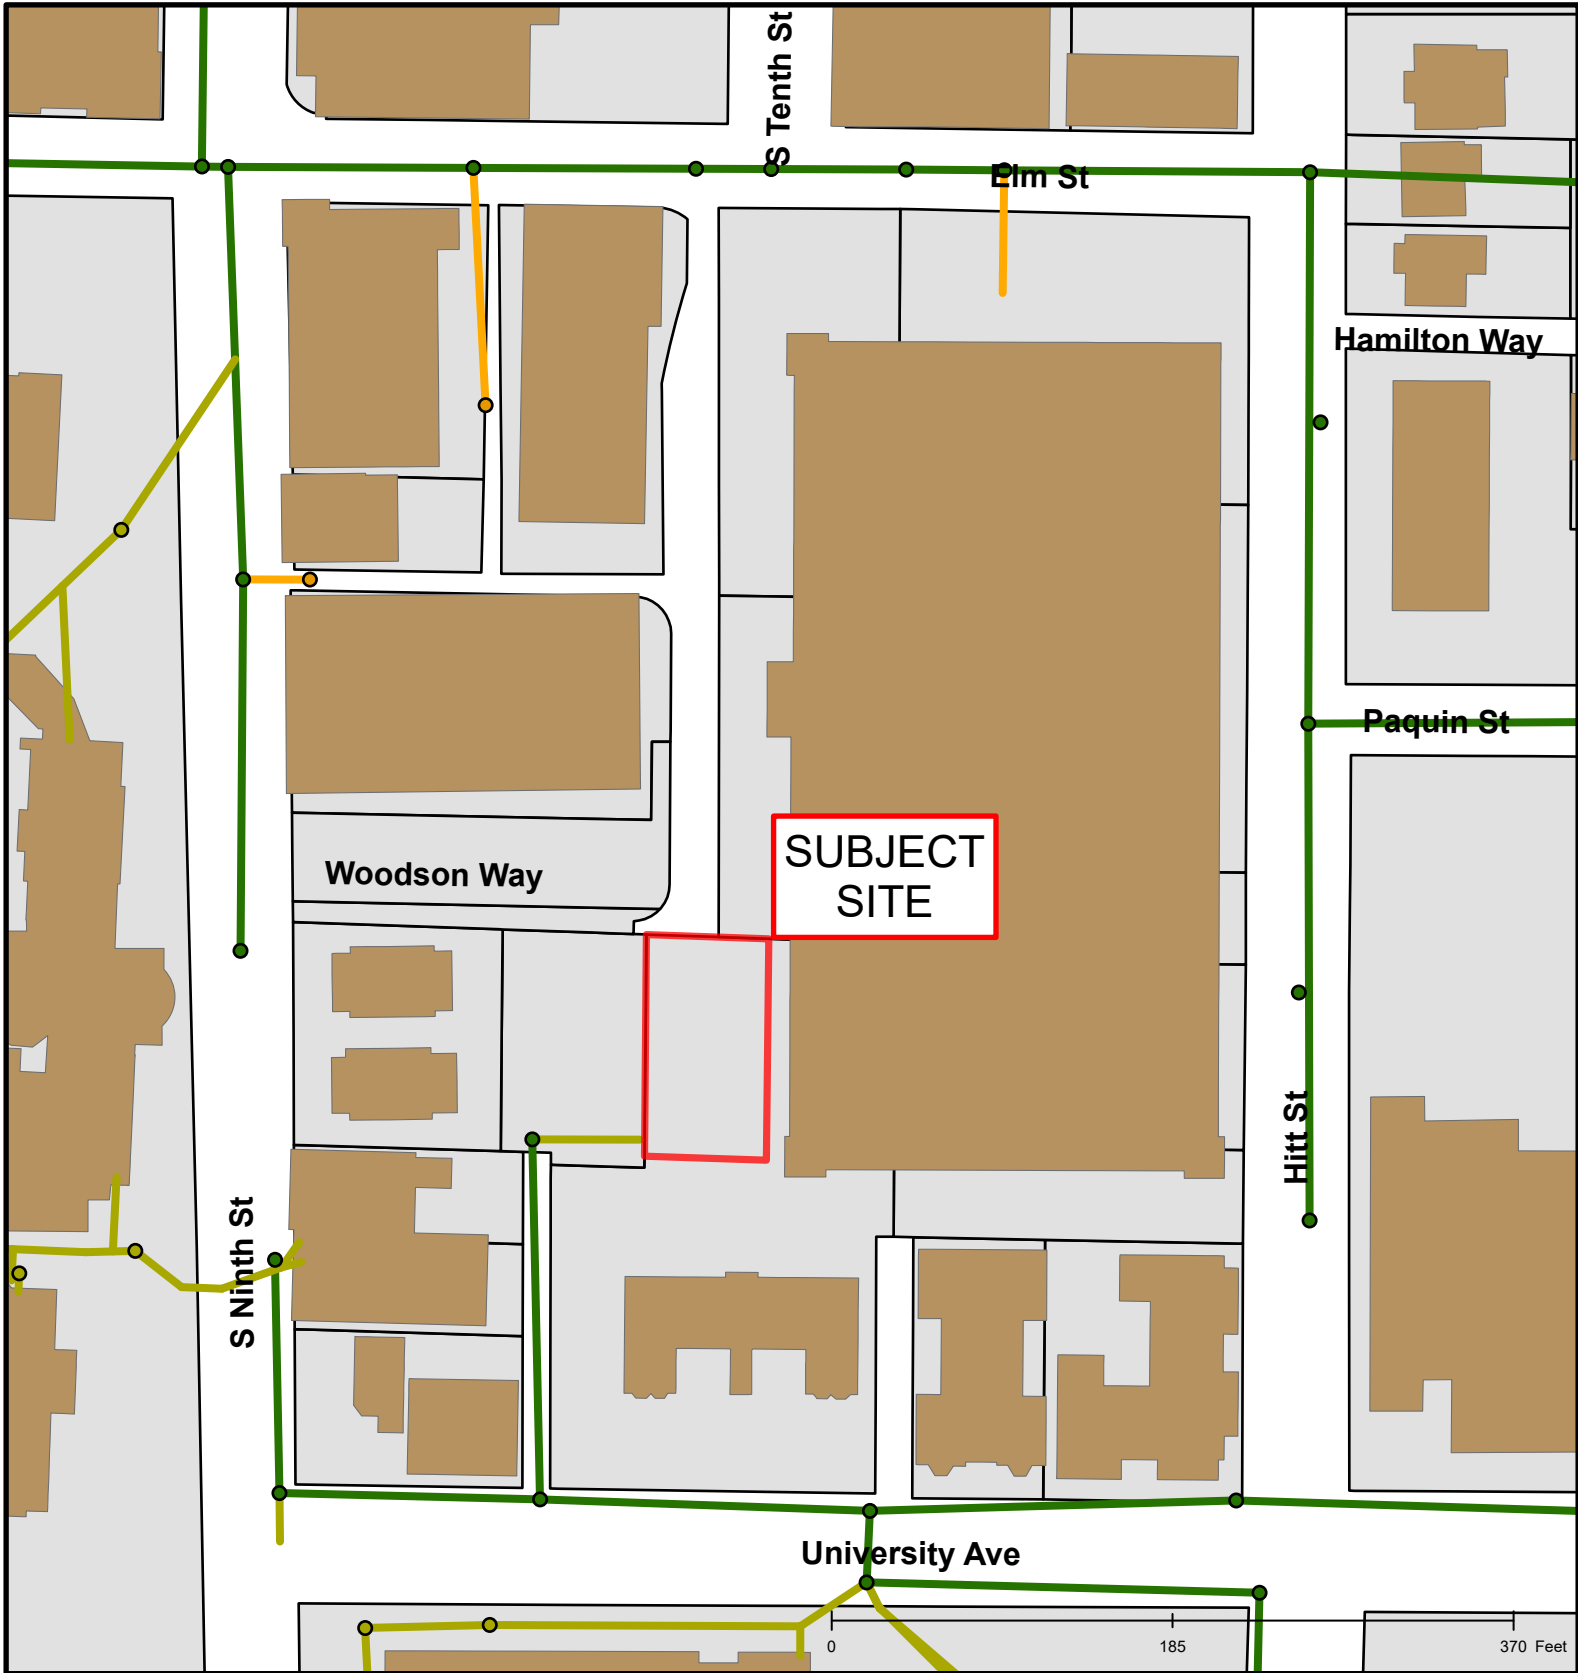 S Tenth St
Elm St
Hamilton Way
Paquin St
SUBJECT
SITE
Woodson Way
Hitt St
S Ninth St
University Ave
0 185 370 Feet